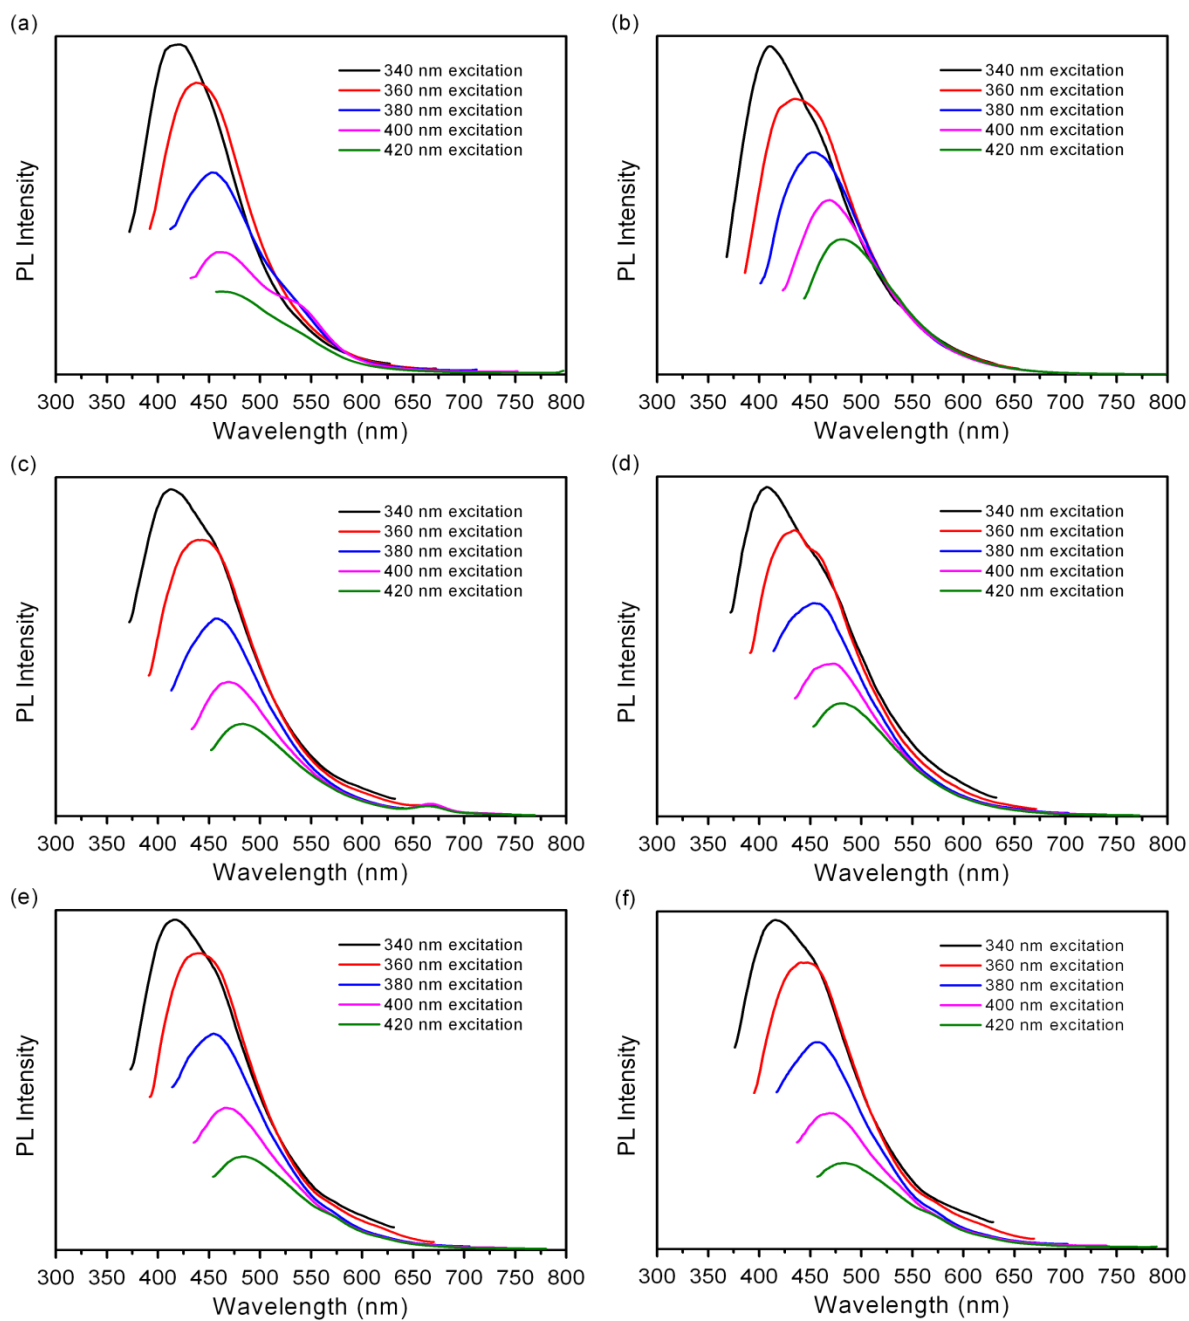 (a)
340 nm excitation
360 nm excitation
380 nm excitation
400 nm excitation
420 nm excitation
PL Intensity
300 350 400 450 500 550 600 650 700 750 800
Wavelength (nm)
(b)
340 nm excitation
360 nm excitation
380 nm excitation
400 nm excitation
420 nm excitation
PL Intensity
300 350 400 450 500 550 600 650 700 750 800
Wavelength (nm)
(c)
340 nm excitation
360 nm excitation
380 nm excitation
400 nm excitation
420 nm excitation
PL Intensity
300 350 400 450 500 550 600 650 700 750 800
Wavelength (nm)
(d)
340 nm excitation
360 nm excitation
380 nm excitation
400 nm excitation
420 nm excitation
PL Intensity
300 350 400 450 500 550 600 650 700 750 800
Wavelength (nm)
(e)
340 nm excitation
360 nm excitation
380 nm excitation
400 nm excitation
420 nm excitation
PL Intensity
300 350 400 450 500 550 600 650 700 750 800
Wavelength (nm)
(f)
340 nm excitation
360 nm excitation
380 nm excitation
400 nm excitation
420 nm excitation
PL Intensity
300 350 400 450 500 550 600 650 700 750 800
Wavelength (nm)